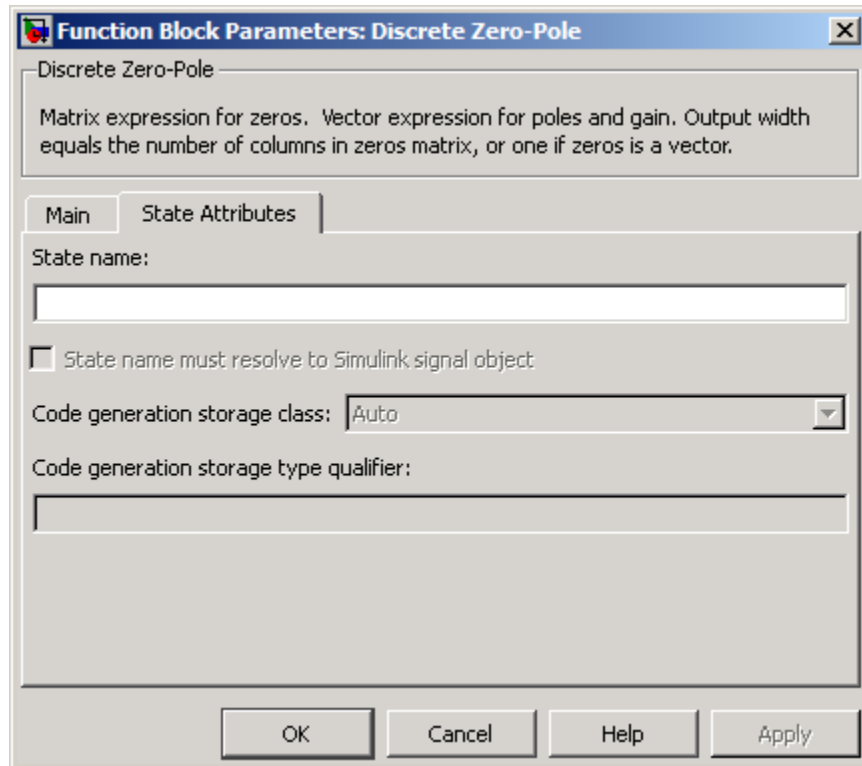 Function Block Parameters: Discrete Zero-Pole
Discrete Zero-Pole
Matrix expression for zeros. Vector expression for poles and gain. Output width
equals the number of columns in zeros matrix, or one if zeros is a vector.
Main State Attributes
State name:
State name must resolve to Simulink signal object
Code generation storage class: Auto
Code generation storage type qualifier:
OK Cancel Help Apply